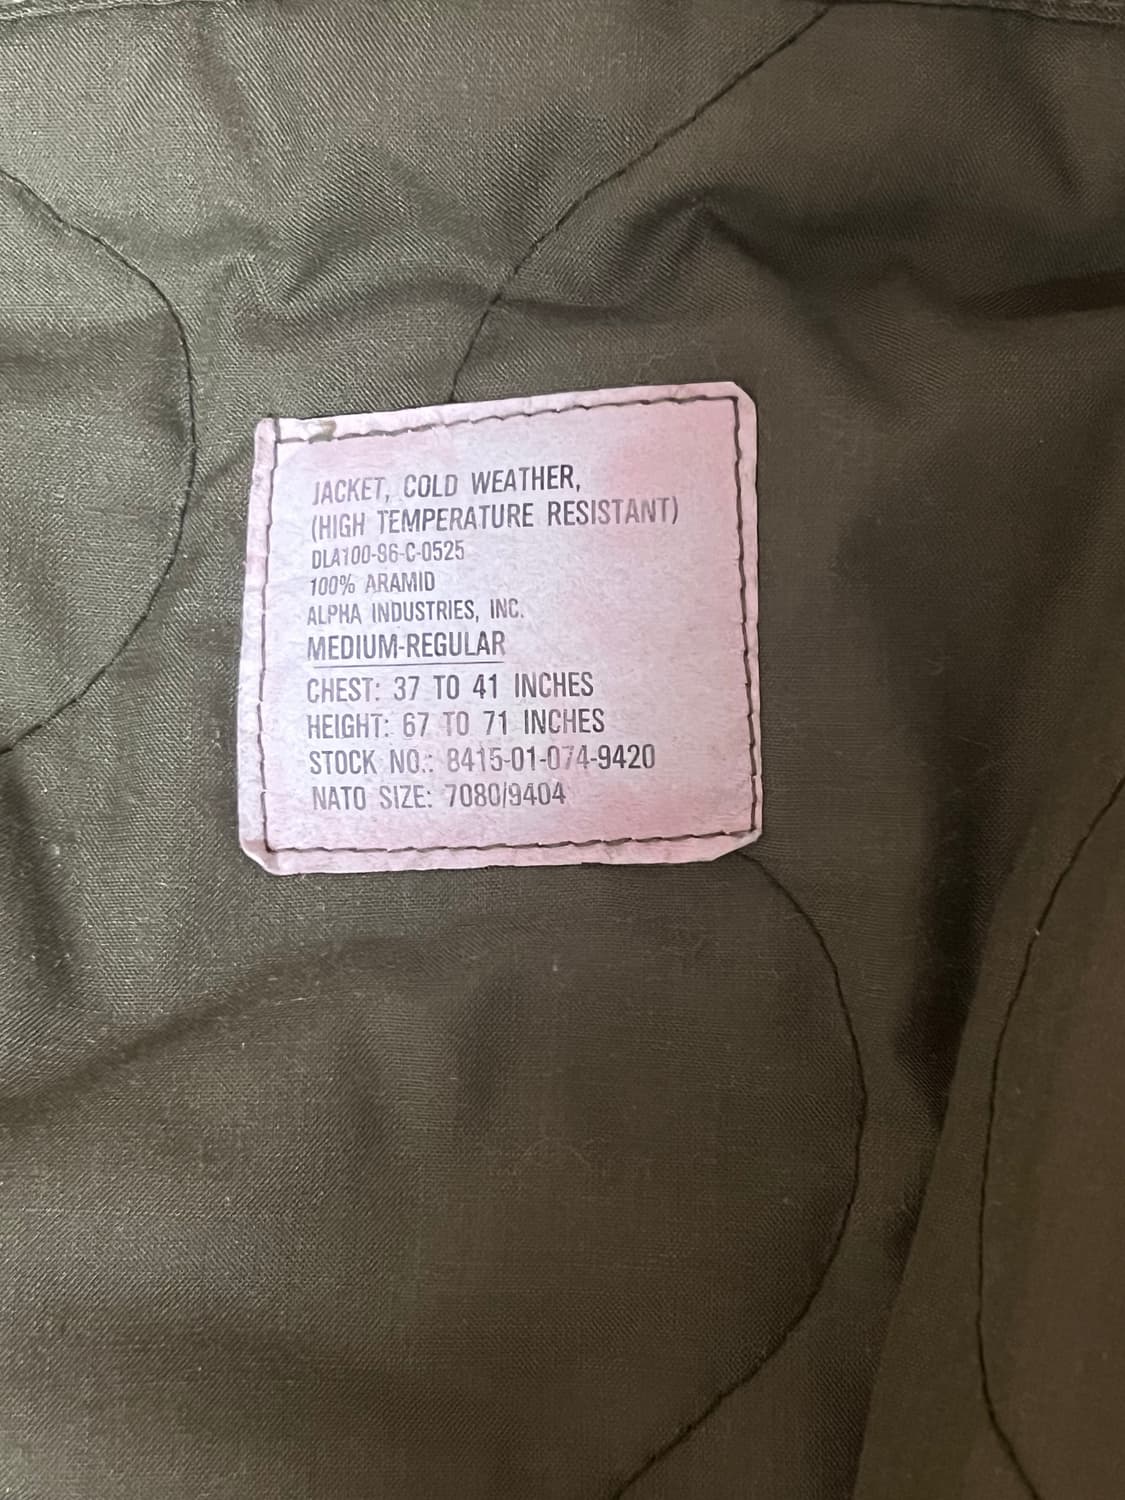 JACKET, COLD WEATHER,
(HIGH TEMPERATURE RESISTANT)
DLA100-96-C-0525
100% ARAMID
ALPHA INDUSTRIES, INC.
MEDIUM-REGULAR
CHEST: 37 TO 41 INCHES
HEIGHT: 67 TO 71 INCHES
STOCK NO.: 8415-01-074-9420
NATO SIZE: 7080/9404